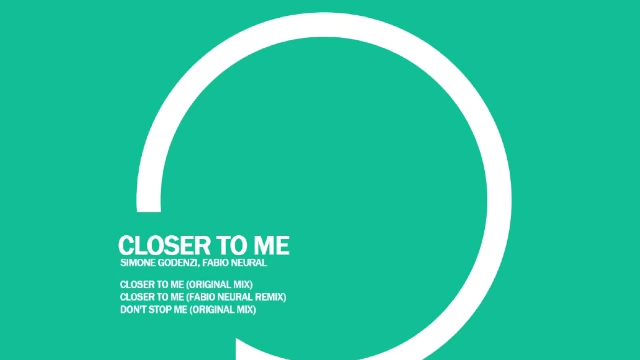 CLOSER TO ME
SIMONE GODENZI, FABIO NEURAL
CLOSER TO ME (ORIGINAL MIX)
CLOSER TO ME (FABIO NEURAL REMIX)
DON'T STOP ME (ORIGINAL MIX)